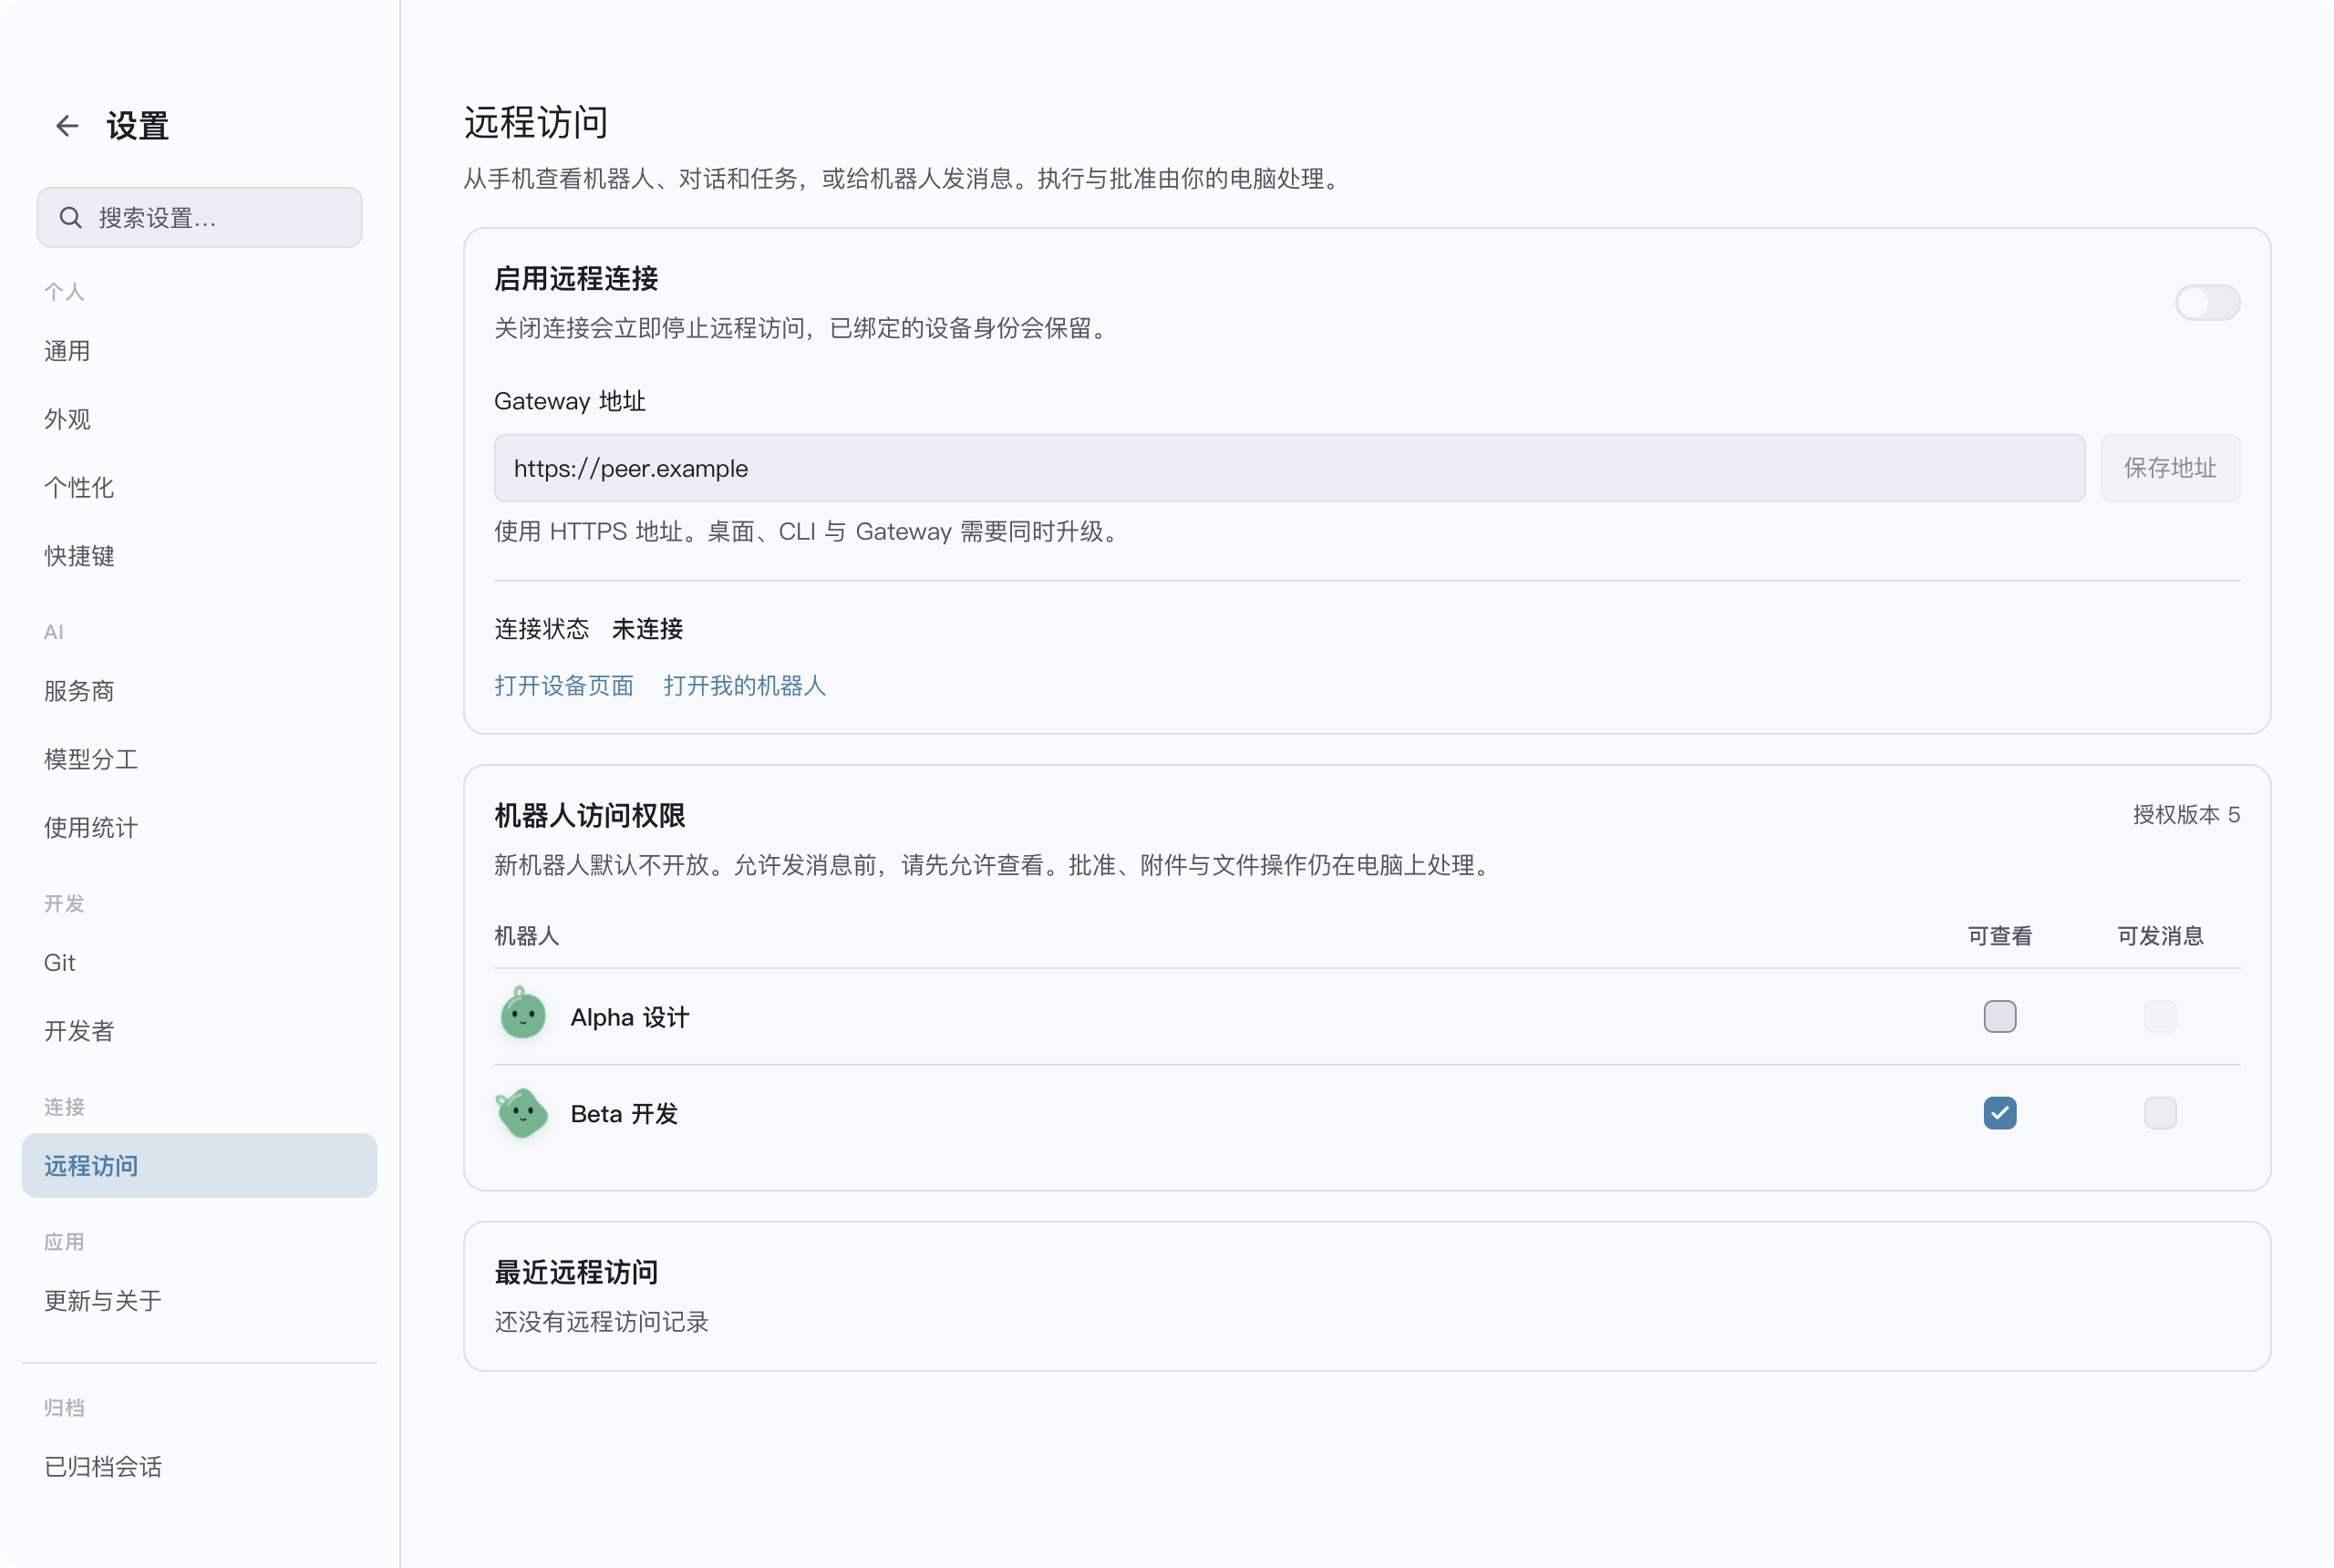 设置
搜索设置...
个人
通用
外观
个性化
快捷键
AI
服务商
模型分工
使用统计
开发
Git
开发者
连接
远程访问
应用
更新与关于
归档
已归档会话
远程访问
从手机查看机器人、对话和任务，或给机器人发消息。执行与批准由你的电脑处理。
启用远程连接
关闭连接会立即停止远程访问，已绑定的设备身份会保留。
Gateway 地址
https://peer.example
保存地址
使用 HTTPS 地址。桌面、CLI 与 Gateway 需要同时升级。
连接状态 未连接
打开设备页面 打开我的机器人
机器人访问权限 授权版本 5
新机器人默认不开放。允许发消息前，请先允许查看。批准、附件与文件操作仍在电脑上处理。
机器人 可查看 可发消息
Alpha 设计
Beta 开发
最近远程访问
还没有远程访问记录